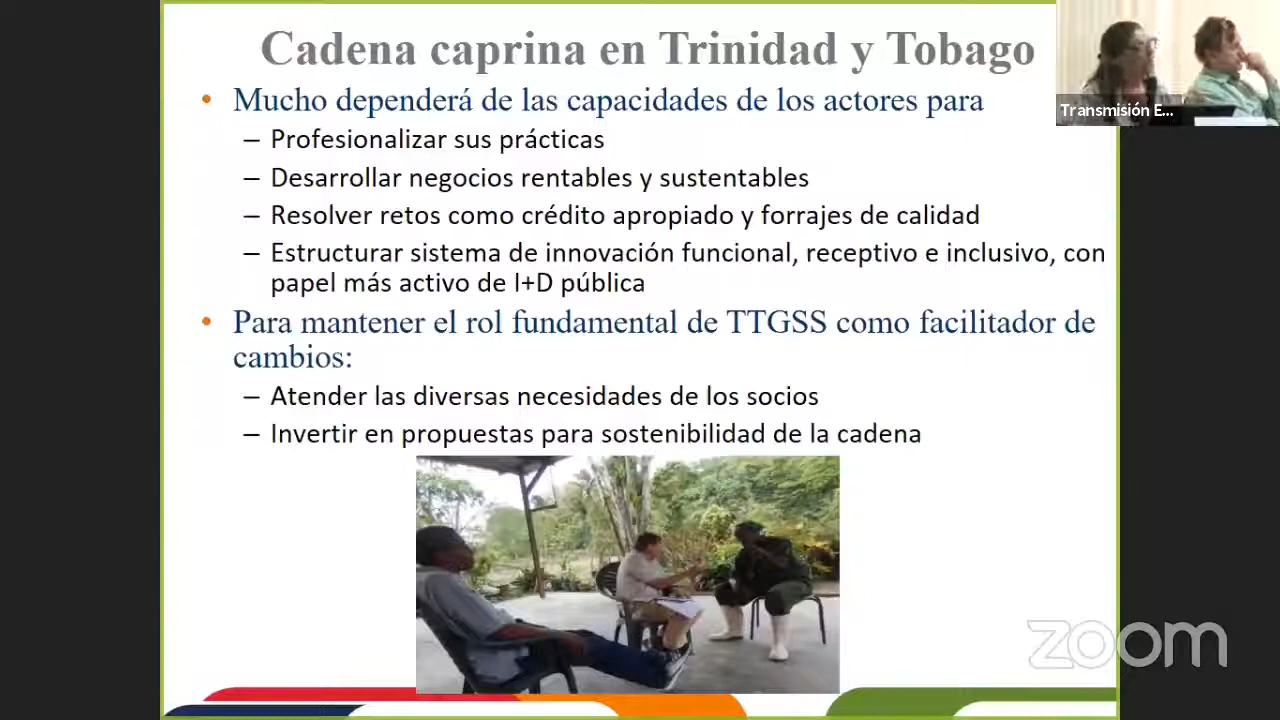 Cadena caprina en Trinidad y Tobago
• Mucho dependerá de las capacidades de los actores para
– Profesionalizar sus prácticas
– Desarrollar negocios rentables y sustentables
– Resolver retos como crédito apropiado y forrajes de calidad
– Estructurar sistema de innovación funcional, receptivo e inclusivo, con
papel más activo de I+D pública
• Para mantener el rol fundamental de TTGSS como facilitador de
cambios:
– Atender las diversas necesidades de los socios
– Invertir en propuestas para sostenibilidad de la cadena
Transmisión E...
zoom